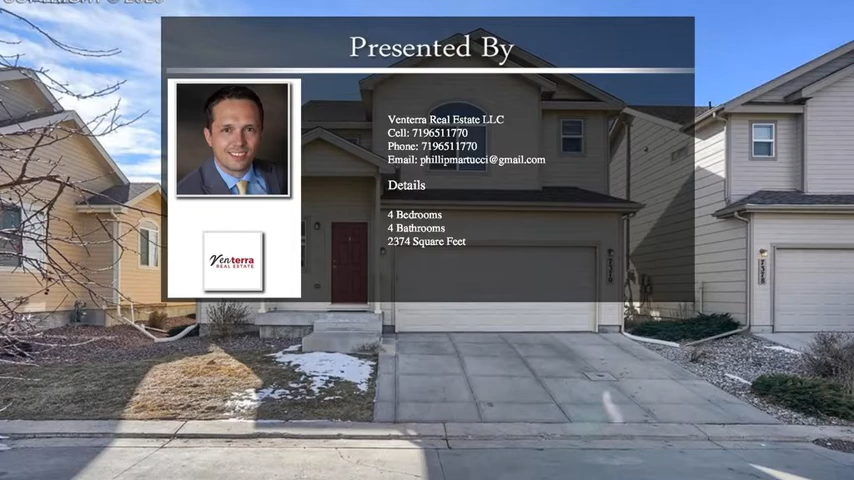 Presented By
Venterra Real Estate LLC
Cell: 7196511770
Phone: 7196511770
Email: phillipmartucci@gmail.com
Details
4 Bedrooms
4 Bathrooms
2374 Square Feet
Venterra
REAL ESTATE